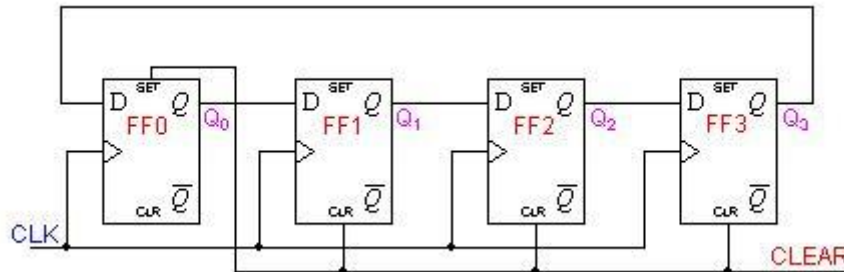 SET SET SET SET
D Q Q0 D Q Q1 D Q Q2 D Q Q3
FF0 FF1 FF2 FF3
Q̅ Q̅ Q̅ Q̅
CLR CLR CLR CLR
CLK
CLEAR